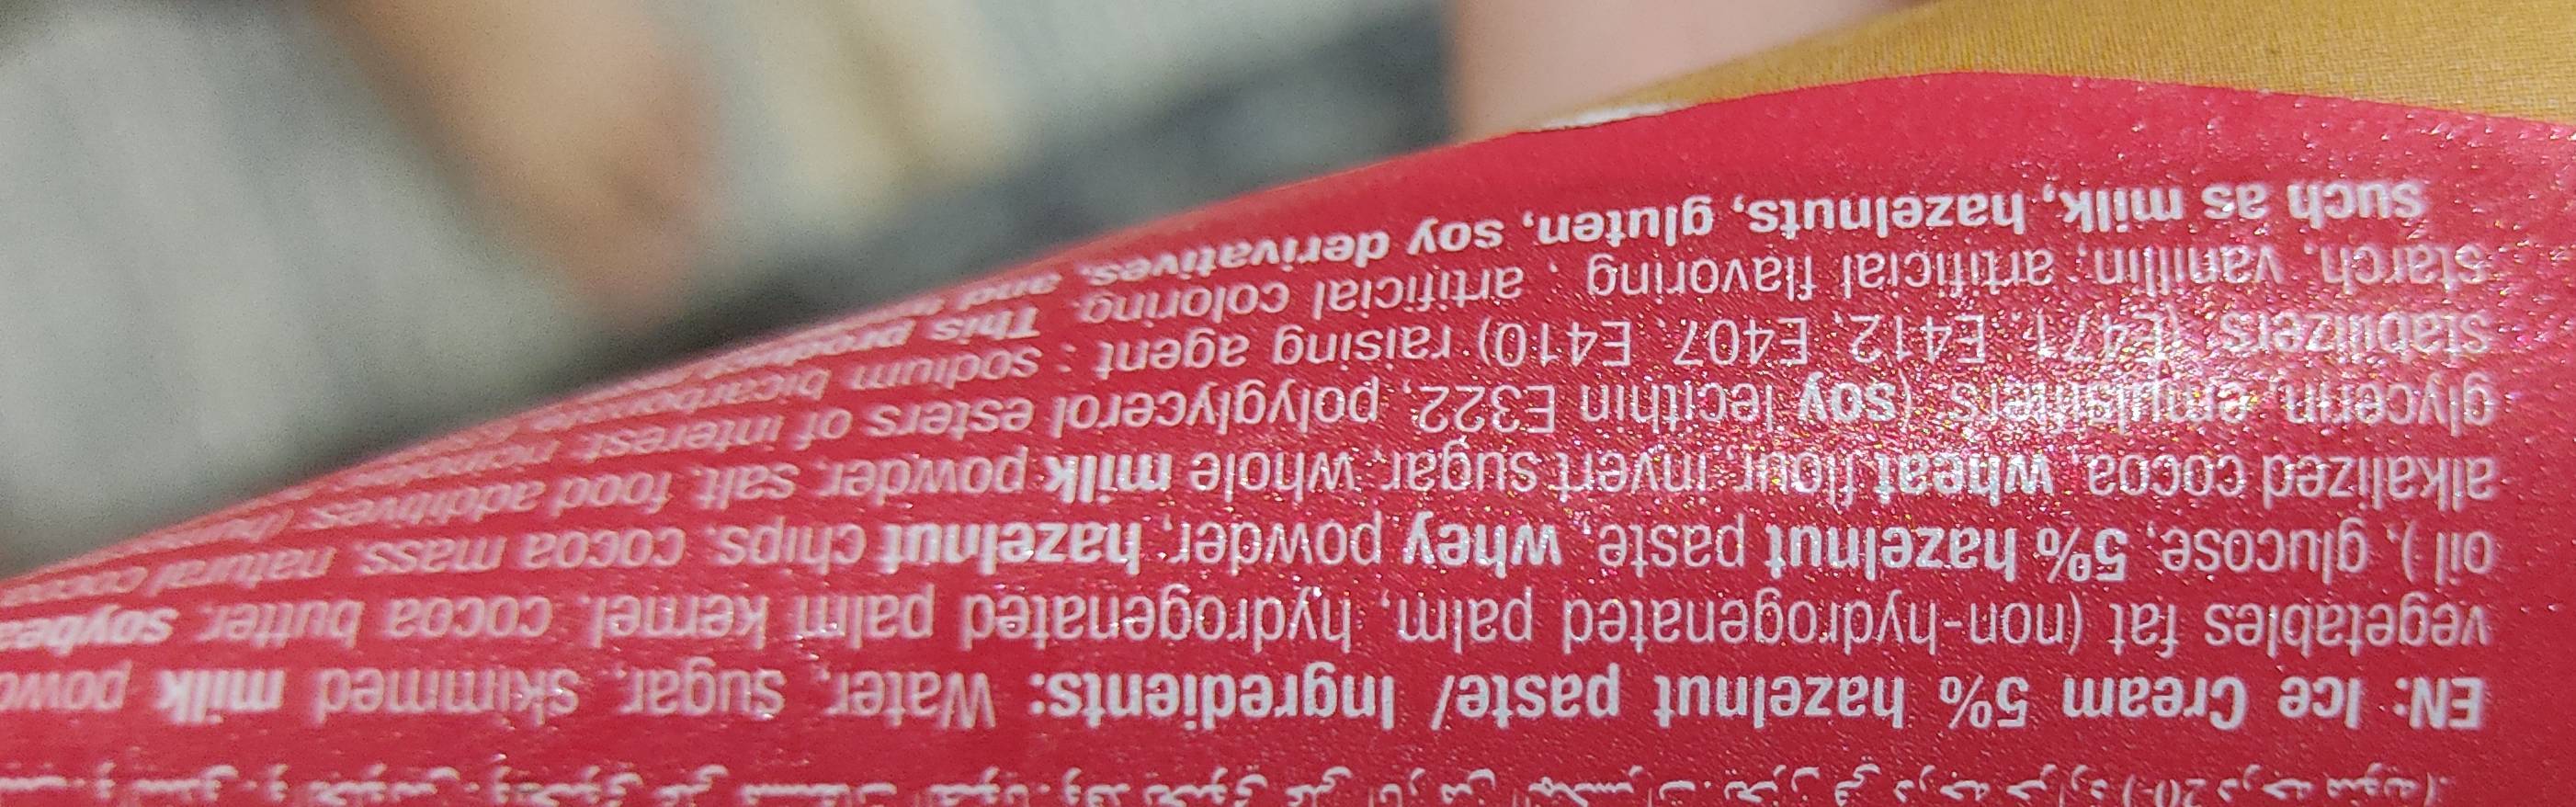 EN: Ice Cream 5% hazelnut paste/ Ingredients: Water, sugar, skimmed milk
vegetables fat (non-hydrogenated palm, hydrogenated palm kernel, cocoa butter,
oil ), glucose, 5% hazelnut paste, whey powder, hazelnut chips, cocoa mass, natural
alkalized cocoa, wheat flour, invert sugar, whole milk powder, salt, food additives,
glycerin, emulsifiers (soy lecithin E322, polyglycerol esters of interest
stabilizers (E471, E412, E407, E410) raising agent : sodium bicarbonate
starch, vanillin, artificial flavoring , artificial coloring. This
Such as milk, hazelnuts, gluten, soy derivatives, and